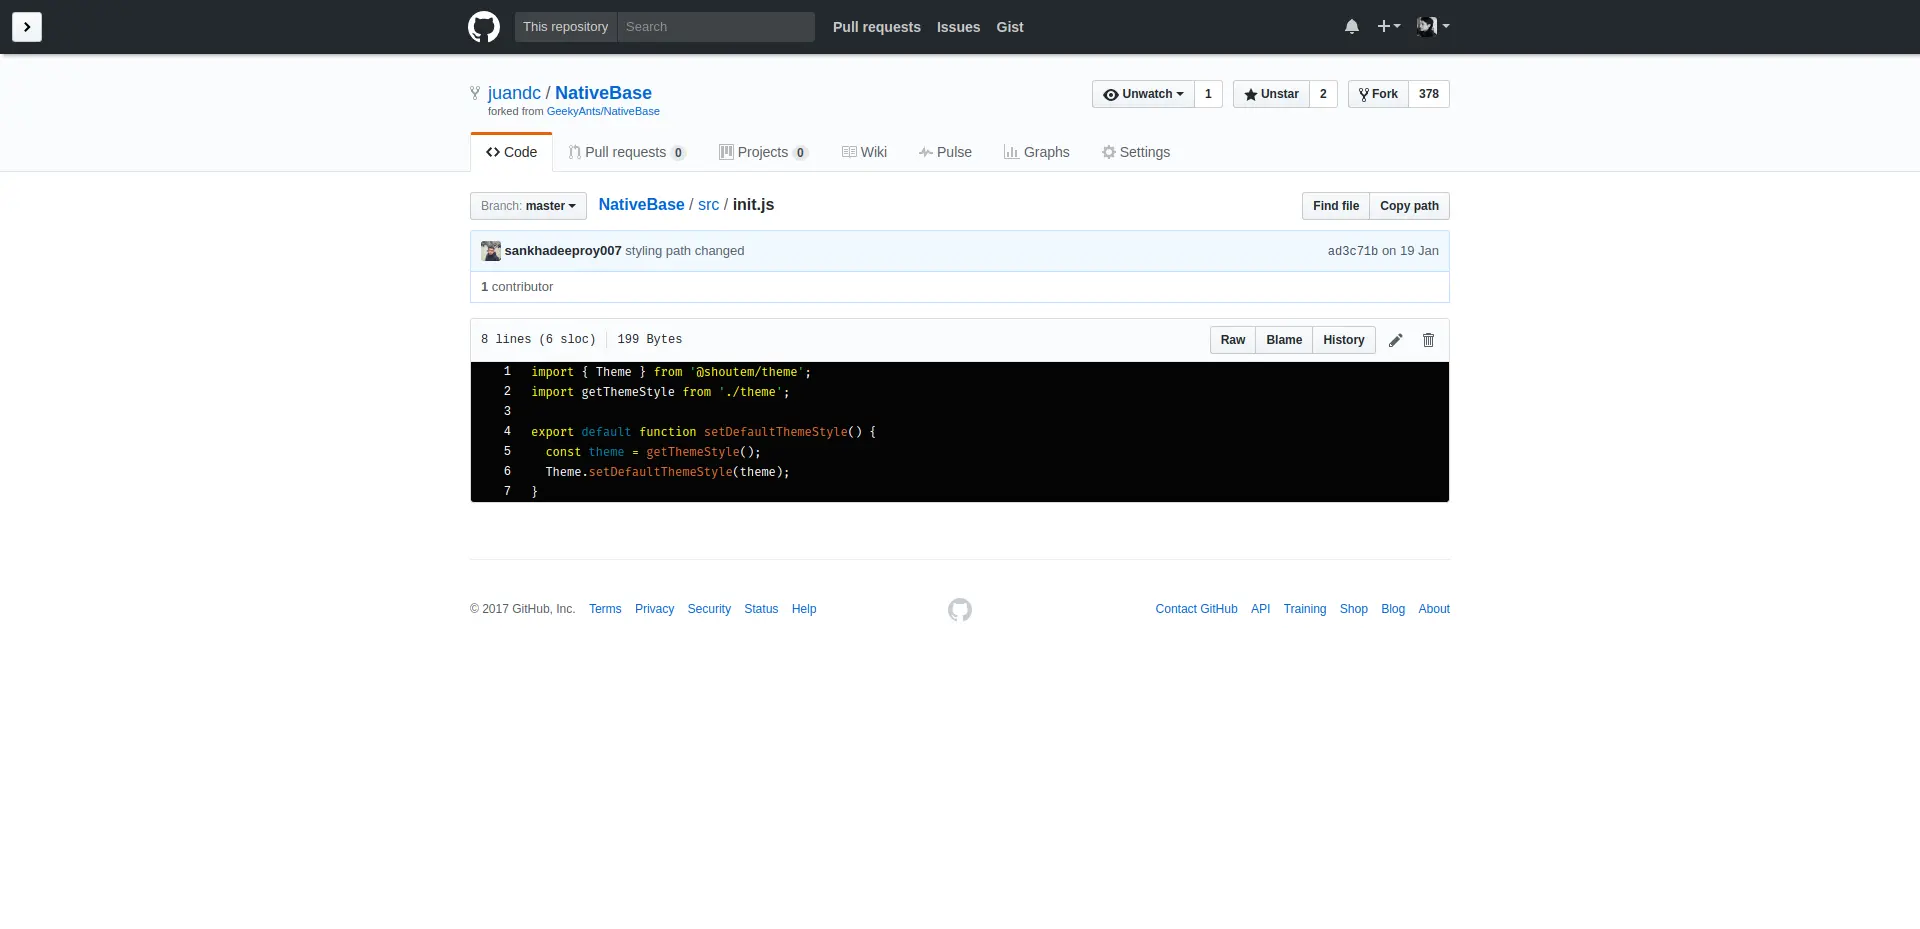 This repository Search Pull requests Issues Gist
juandc / NativeBase
forked from GeekyAnts/NativeBase
Unwatch 1 Unstar 2 Fork 378
Code Pull requests 0 Projects 0 Wiki Pulse Graphs Settings
Branch: master NativeBase / src / init.js Find file Copy path
sankhadeeproy007 styling path changed ad3c71b on 19 Jan
1 contributor
8 lines (6 sloc) 199 Bytes Raw Blame History
1 import { Theme } from '@shoutem/theme';
2 import getThemeStyle from './theme';
3
4 export default function setDefaultThemeStyle() {
5 const theme = getThemeStyle();
6 Theme.setDefaultThemeStyle(theme);
7 }
© 2017 GitHub, Inc. Terms Privacy Security Status Help Contact GitHub API Training Shop Blog About